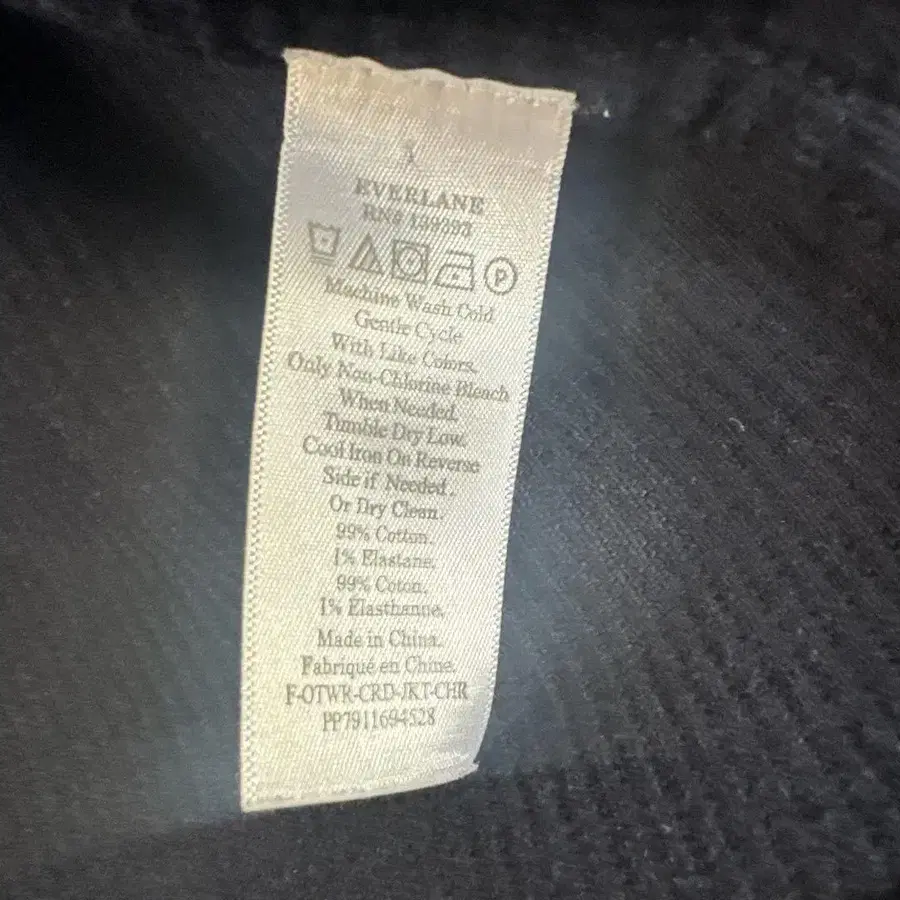 EVERLANE
RN# 139393
P
Machine Wash Cold
Gentle Cycle
With Like Colors.
Only Non-Chlorine Bleach
When Needed.
Tumble Dry Low.
Cool Iron On Reverse
Side if Needed.
Or Dry Clean.
99% Cotton.
1% Elastane.
99% Coton.
1% Elasthanne.
Made in China.
Fabriqué en Chine.
F-OTWR-CRD-JKT-CHR
PP7911694528